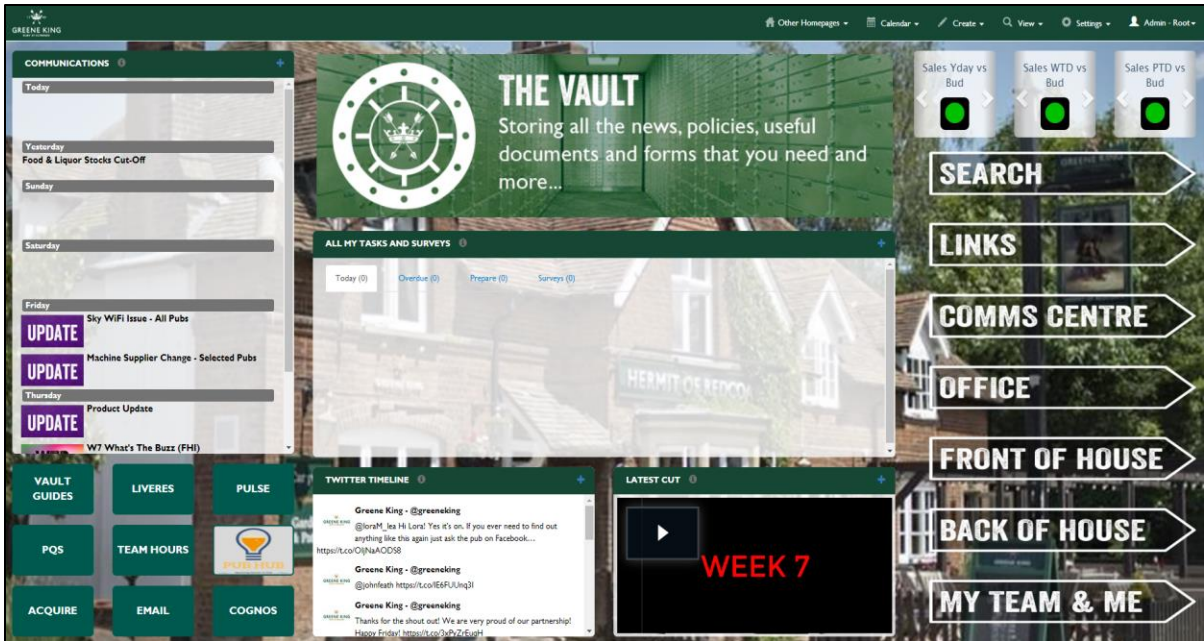 GREENE KING
Other Homepages
Calendar
Create
View
Settings
Admin - Root
COMMUNICATIONS
Today
Yesterday
Food & Liquor Stocks Cut-Off
Sunday
Saturday
Friday
UPDATE
Sky WiFi Issue - All Pubs
UPDATE
Machine Supplier Change - Selected Pubs
Thursday
UPDATE
Product Update
W7 What's The Buzz (FHI)
THE VAULT
Storing all the news, policies, useful
documents and forms that you need and
more...
ALL MY TASKS AND SURVEYS
Today (0)
Overdue (0)
Prepare (0)
Surveys (0)
HERMIT OF REDCO
Sales Yday vs
Bud
Sales WTD vs
Bud
Sales PTD vs
Bud
GREENE KING
SEARCH
LINKS
COMMS CENTRE
OFFICE
FRONT OF HOUSE
BACK OF HOUSE
MY TEAM & ME
VAULT
GUIDES
LIVERES
PULSE
PQS
TEAM HOURS
PUB HUB
ACQUIRE
EMAIL
COGNOS
TWITTER TIMELINE
Greene King - @greeneking
@loraM_lea Hi Lora! Yes it's on. If you ever need to find out
anything like this again just ask the pub on Facebook....
https://t.co/OljNaAODS8
Greene King - @greeneking
@johnfeath https://t.co/lE6FUUnq3I
Greene King - @greeneking
Thanks for the shout out! We are very proud of our partnership!
Happy Friday! https://t.co/3xPvZrEugH
LATEST CUT
WEEK 7